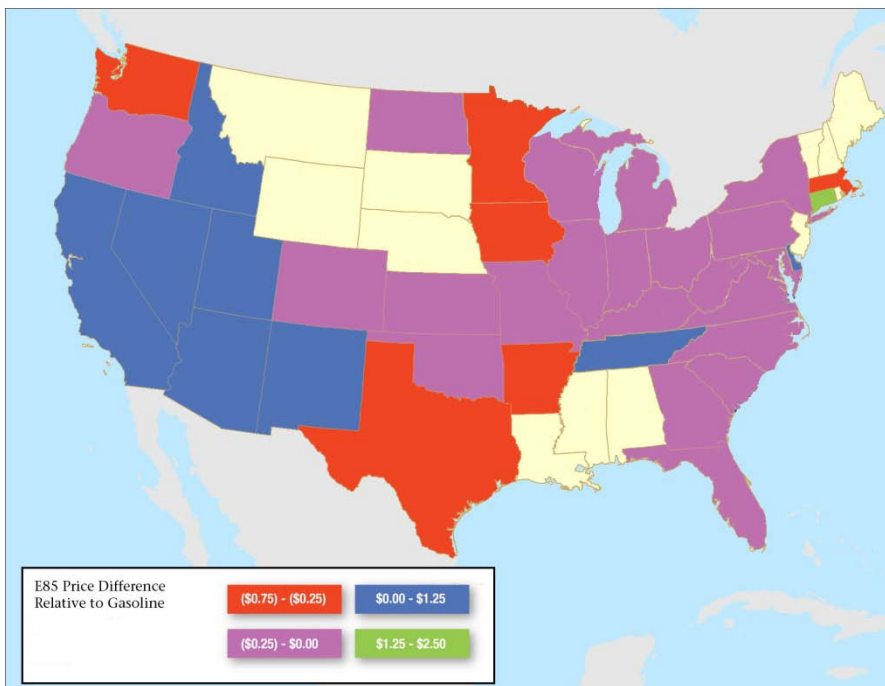 E85 Price Difference
Relative to Gasoline
($0.75) - ($0.25)
$0.00 - $1.25
($0.25) - $0.00
$1.25 - $2.50